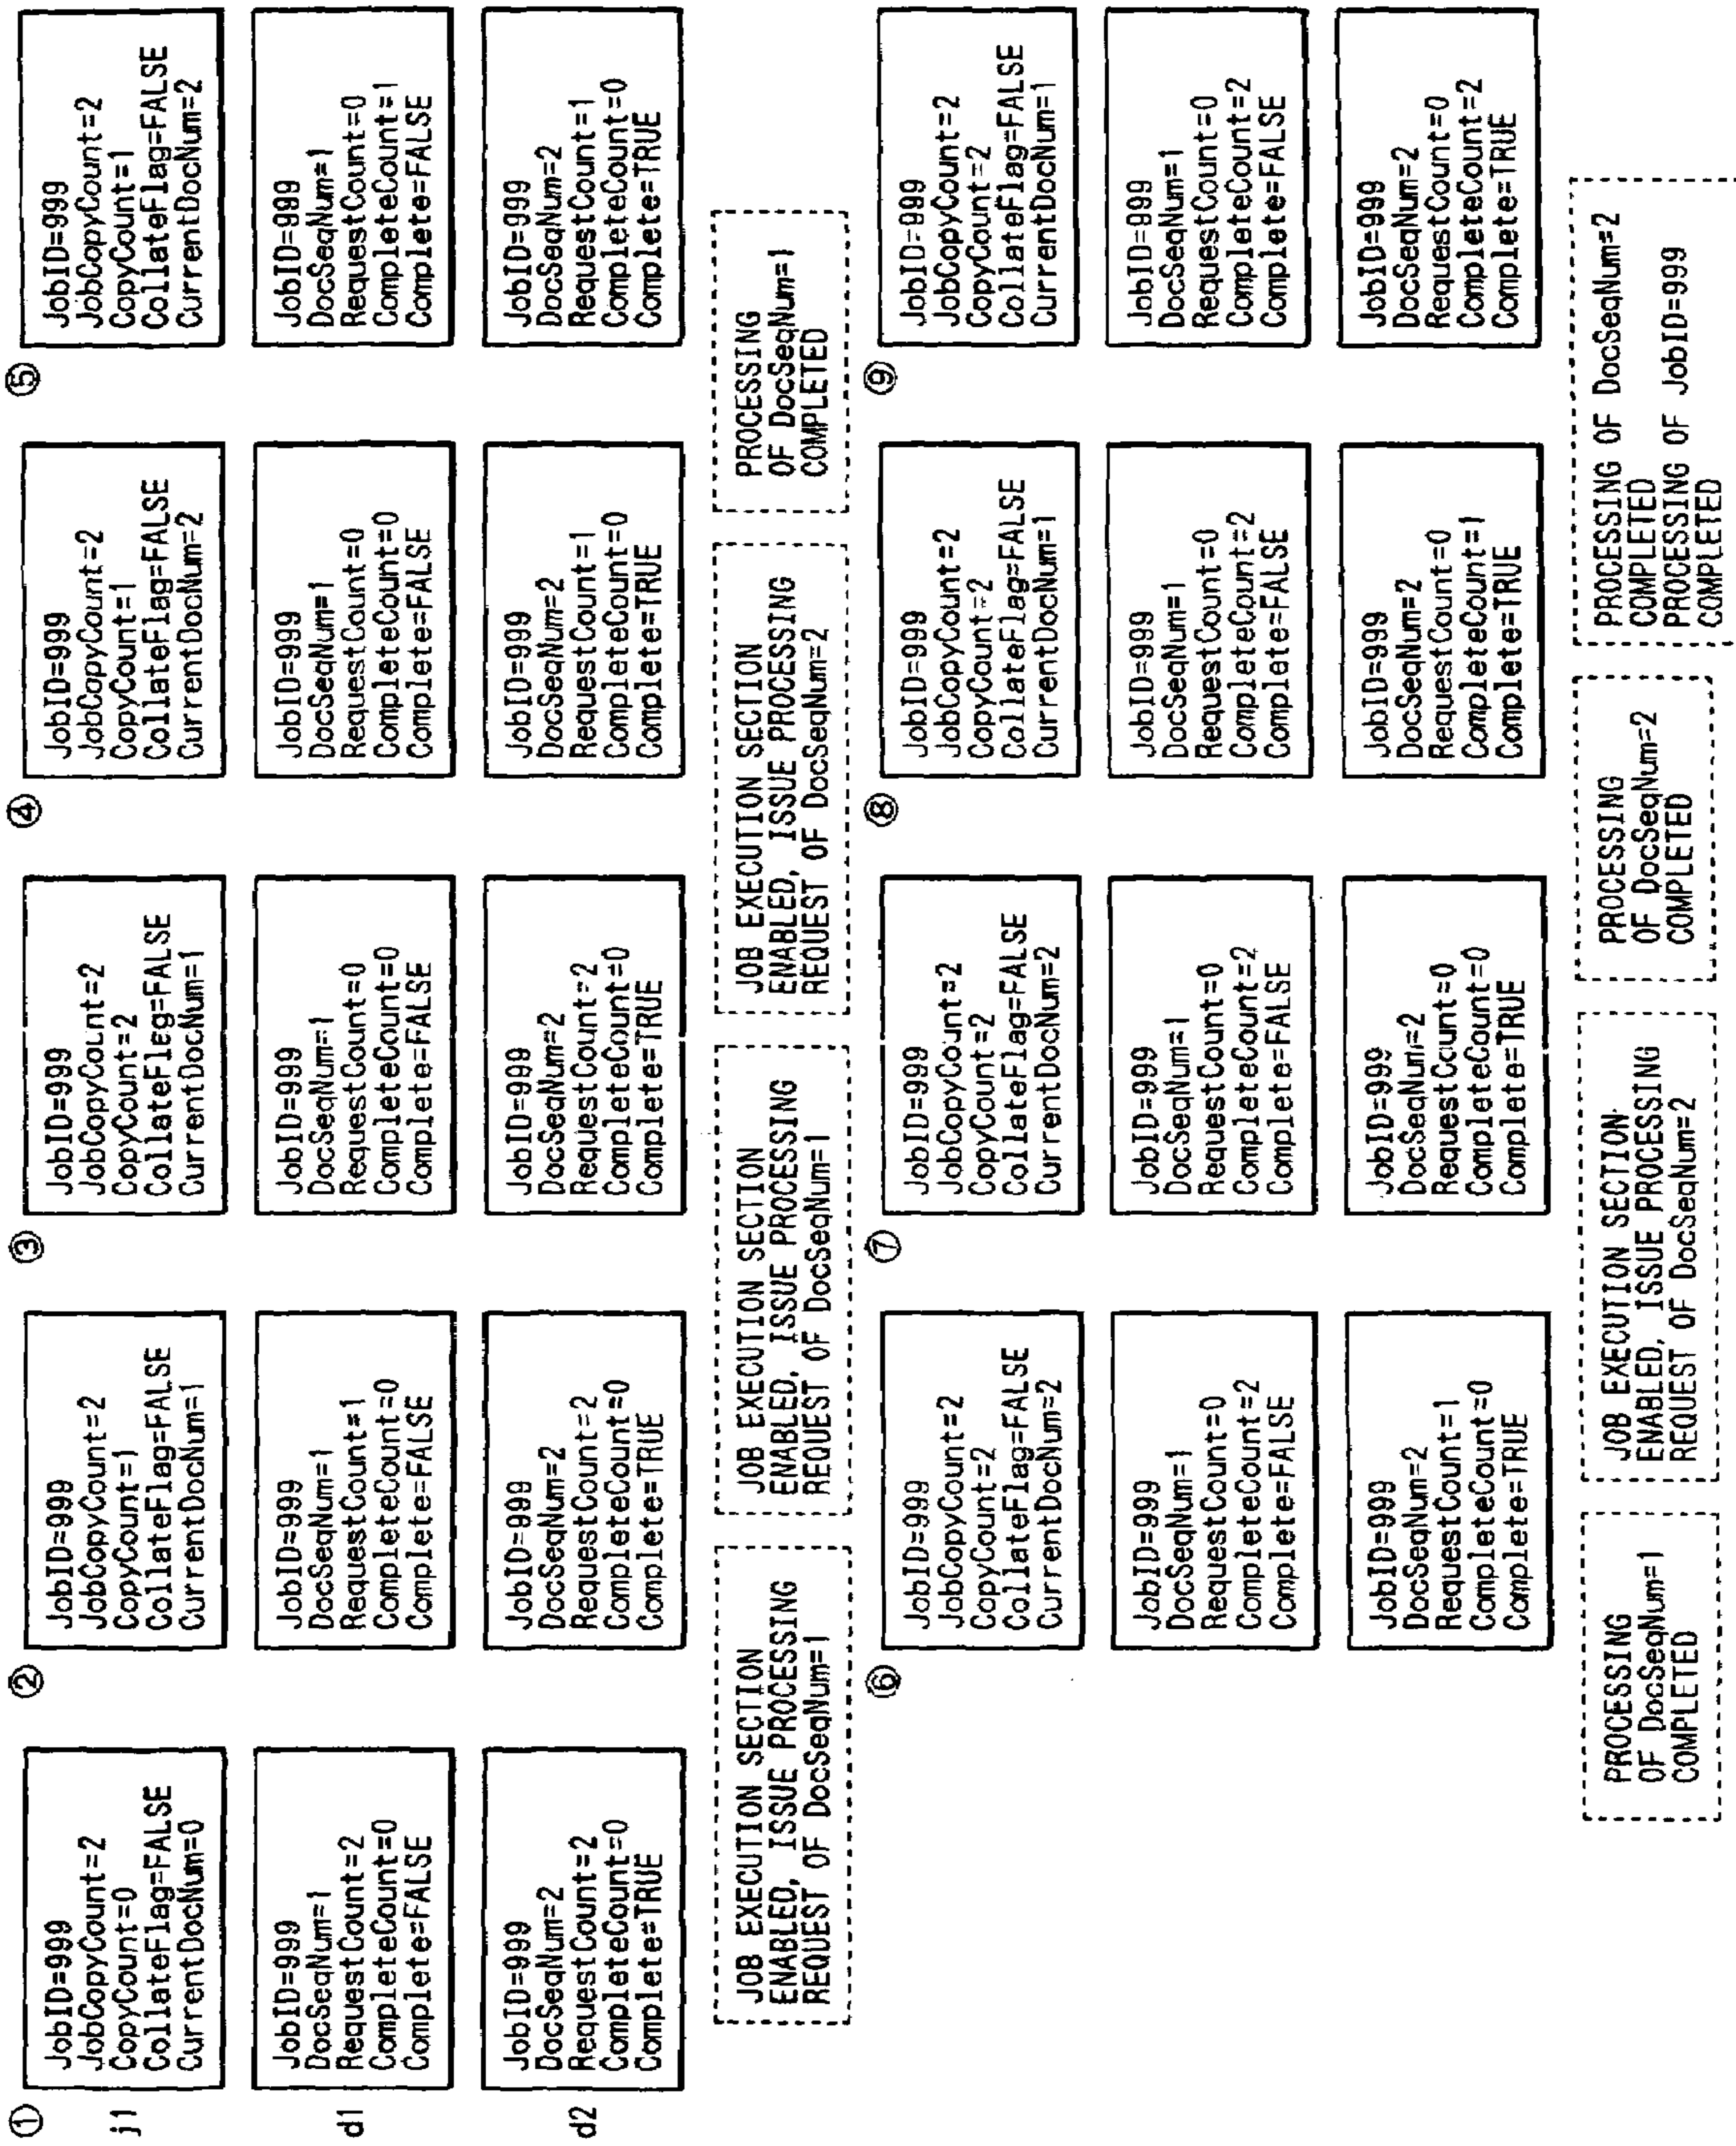 ①
j1
JobID=999
JobCopyCount=2
CopyCount=0
CollateFlag=FALSE
CurrentDocNum=0
d1
JobID=999
DocSeqNum=1
RequestCount=2
CompleteCount=0
Complete=FALSE
d2
JobID=999
DocSeqNum=2
RequestCount=2
CompleteCount=0
Complete=TRUE
②
JobID=999
JobCopyCount=2
CopyCount=1
CollateFlag=FALSE
CurrentDocNum=1
JobID=999
DocSeqNum=1
RequestCount=1
CompleteCount=0
Complete=FALSE
JobID=999
DocSeqNum=2
RequestCount=2
CompleteCount=0
Complete=TRUE
③
JobID=999
JobCopyCount=2
CopyCount=2
CollateFleg=FALSE
CurrentDocNum=1
JobID=999
DocSeqNum=1
RequestCount=0
CompleteCount=0
Complete=FALSE
JobID=999
DocSeqNum=2
RequestCount=2
CompleteCount=0
Complete=TRUE
④
JobID=999
JobCopyCount=2
CopyCount=1
CollateFlag=FALSE
CurrentDocNum=2
JobID=999
DocSeqNum=1
RequestCount=0
CompleteCount=0
Complete=FALSE
JobID=999
DocSeqNum=2
RequestCount=1
CompleteCount=0
Complete=TRUE
⑤
JobID=999
JobCopyCount=2
CopyCount=1
CollateFlag=FALSE
CurrentDocNum=2
JobID=999
DocSeqNum=1
RequestCount=0
CompleteCount=1
Complete=FALSE
JobID=999
DocSeqNum=2
RequestCount=1
CompleteCount=0
Complete=TRUE
JOB EXECUTION SECTION
ENABLED, ISSUE PROCESSING
REQUEST OF DocSeqNum=1
JOB EXECUTION SECTION
ENABLED, ISSUE PROCESSING
REQUEST OF DocSeqNum=1
JOB EXECUTION SECTION
ENABLED, ISSUE PROCESSING
REQUEST OF DocSeqNum=2
PROCESSING
OF DocSeqNum=1
COMPLETED
⑥
JobID=999
JobCopyCount=2
CopyCount=2
CollateFlag=FALSE
CurrentDocNum=2
JobID=999
DocSeqNum=1
RequestCount=0
CompleteCount=2
Complete=FALSE
JobID=999
DocSeqNum=2
RequestCount=1
CompleteCount=0
Complete=TRUE
⑦
JobID=999
JobCopyCount=2
CopyCount=2
CollateFlag=FALSE
CurrentDocNum=2
JobID=999
DocSeqNum=1
RequestCount=0
CompleteCount=2
Complete=FALSE
JobID=999
DocSeqNum=2
RequestCount=0
CompleteCount=0
Complete=TRUE
⑧
JobID=999
JobCopyCount=2
CopyCount=2
CollateFlag=FALSE
CurrentDocNum=1
JobID=999
DocSeqNum=1
RequestCount=0
CompleteCount=2
Complete=FALSE
JobID=999
DocSeqNum=2
RequestCount=0
CompleteCount=1
Complete=TRUE
⑨
JobID=999
JobCopyCount=2
CopyCount=2
CollateFlag=FALSE
CurrentDocNum=1
JobID=999
DocSeqNum=1
RequestCount=0
CompleteCount=2
Complete=FALSE
JobID=999
DocSeqNum=2
RequestCount=0
CompleteCount=2
Complete=TRUE
PROCESSING
OF DocSeqNum=1
COMPLETED
JOB EXECUTION SECTION
ENABLED, ISSUE PROCESSING
REQUEST OF DocSeqNum=2
PROCESSING
OF DocSeqNum=2
COMPLETED
PROCESSING OF DocSeqNum=2
COMPLETED
PROCESSING OF JobID=999
COMPLETED